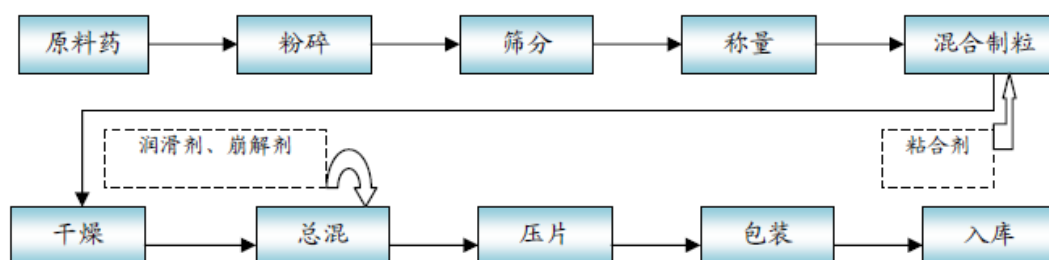 原料药
粉碎
筛分
称量
混合制粒
润滑剂、崩解剂
粘合剂
干燥
总混
压片
包装
入库